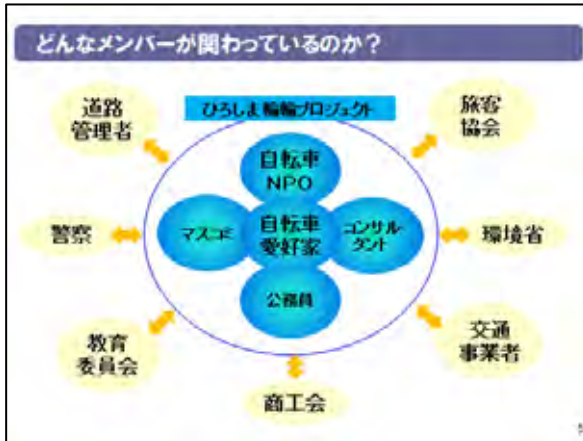 どんなメンバーが関わっているのか？
道路
管理者
ひろしま輪輪プロジェクト
旅客
協会
自転車
NPO
警察
マスコミ
自転車
愛好家
コンサル
タント
環境省
公務員
教育
委員会
交通
事業者
商工会